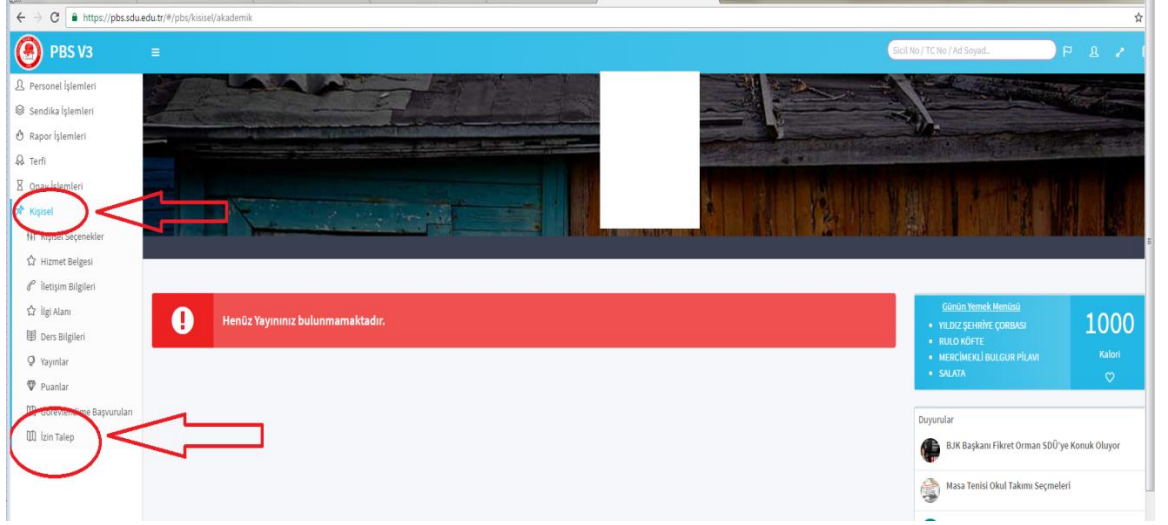 https://pbs.sdu.edu.tr/#/pbs/kisisel/akademik
PBS V3
Sicil No / TC No / Ad Soyad..
Personel İşlemleri
Sendika İşlemleri
Rapor İşlemleri
Terfi
Onay İşlemleri
Kişisel
Kişisel Seçenekler
Hizmet Belgesi
İletişim Bilgileri
İlgi Alanı
Ders Bilgileri
Yayınlar
Puanlar
Görevlendirme Başvuruları
İzin Talep
Henüz Yayınınız bulunmamaktadır.
Günün Yemek Menüsü
YILDIZ ŞEHRİYE ÇORBASI
RULO KÖFTE
MERCİMEKLİ BULGUR PİLAVI
SALATA
1000
Kalori
Duyurular
BJK Başkanı Fikret Orman SDÜ'ye Konuk Oluyor
Masa Tenisi Okul Takımı Seçmeleri